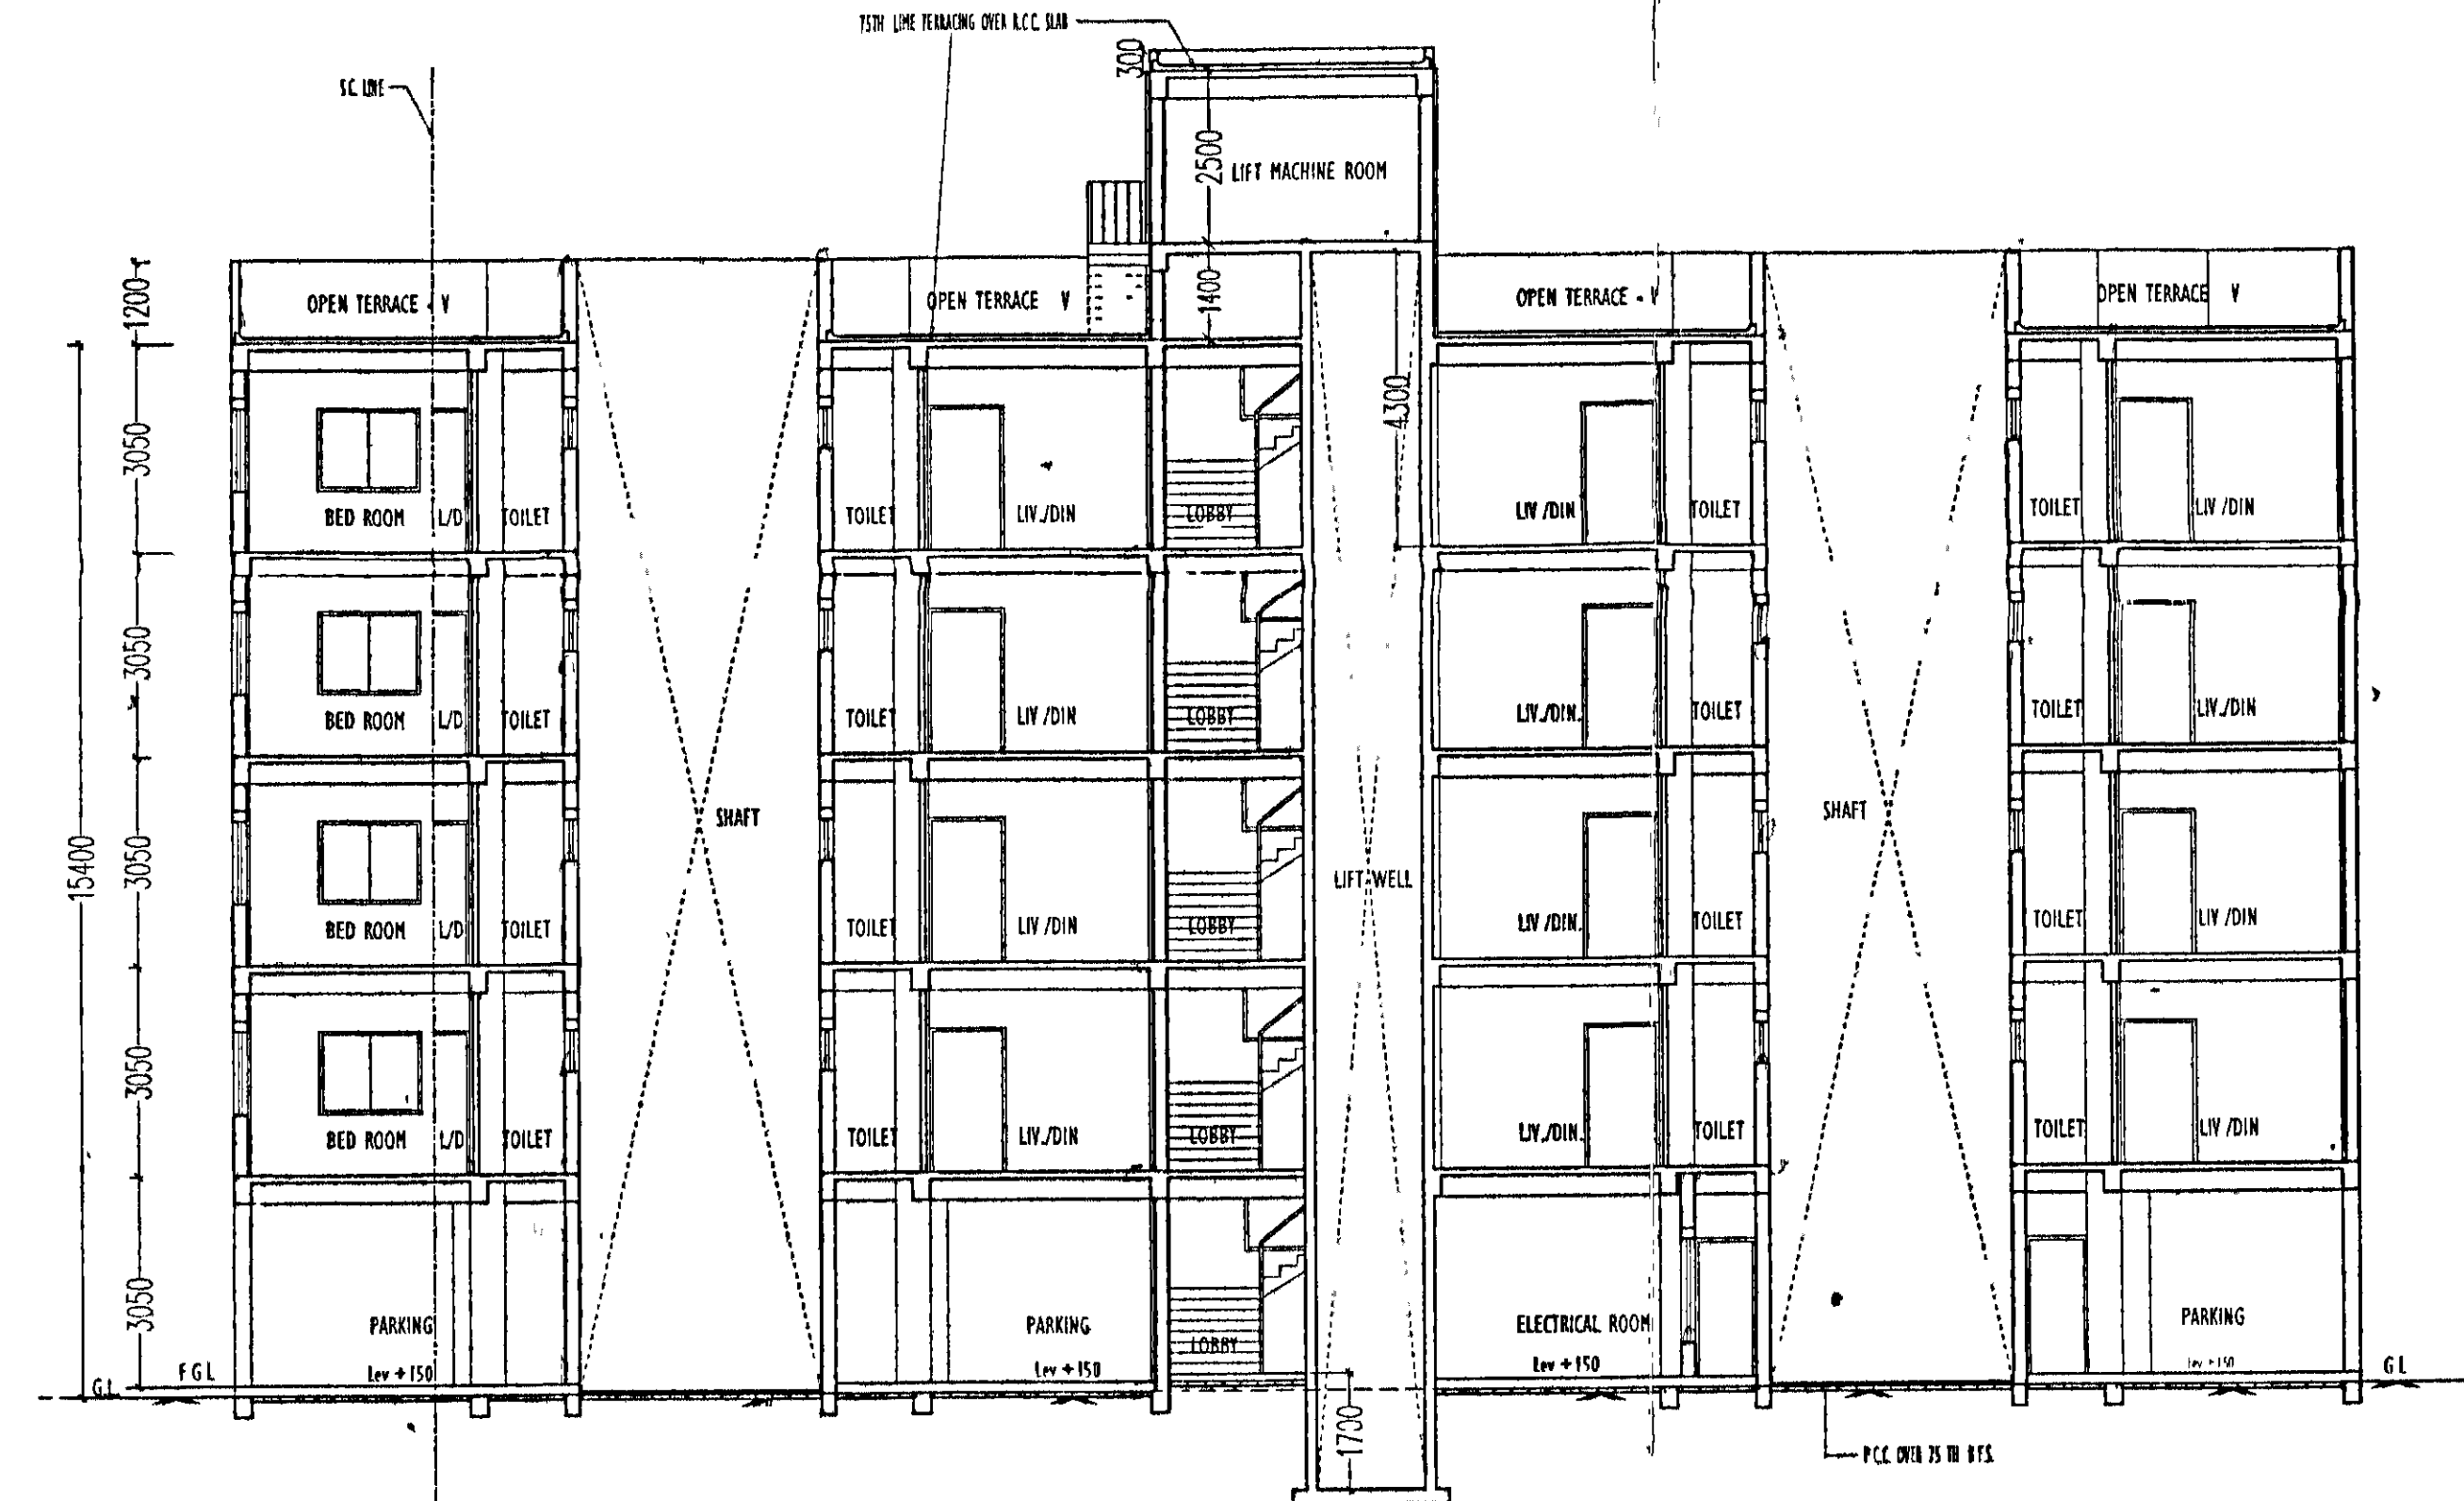 75TH LIME TERRACING OVER R.C.C. SLAB
S.C. LINE
300
2500
LIFT MACHINE ROOM
1200
OPEN TERRACE - V
OPEN TERRACE V
1400
OPEN TERRACE - V
OPEN TERRACE V
3050
4300
BED ROOM L/D TOILET
TOILET LIV./DIN LOBBY
LIV /DIN TOILET
TOILET LIV /DIN
3050
BED ROOM L/D TOILET
TOILET LIV /DIN LOBBY
LIV./DIN. TOILET
TOILET LIV./DIN
15400
3050
SHAFT
LIFT WELL
SHAFT
BED ROOM L/D TOILET
TOILET LIV /DIN LOBBY
LIV /DIN. TOILET
TOILET LIV /DIN
3050
BED ROOM L/D TOILET
TOILET LIV./DIN LOBBY
LIV./DIN. TOILET
TOILET LIV /DIN
3050
PARKING
PARKING
LOBBY
ELECTRICAL ROOM
PARKING
G.L
F G L
Lev +150
Lev +150
Lev +150
lev +150
G L
1700
P.C.C. OVER 75 TH B.F.S.